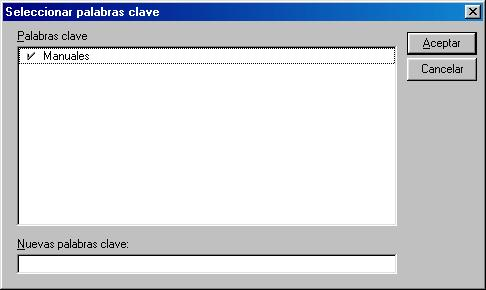 Seleccionar palabras clave
Palabras clave
Manuales
Aceptar
Cancelar
Nuevas palabras clave: